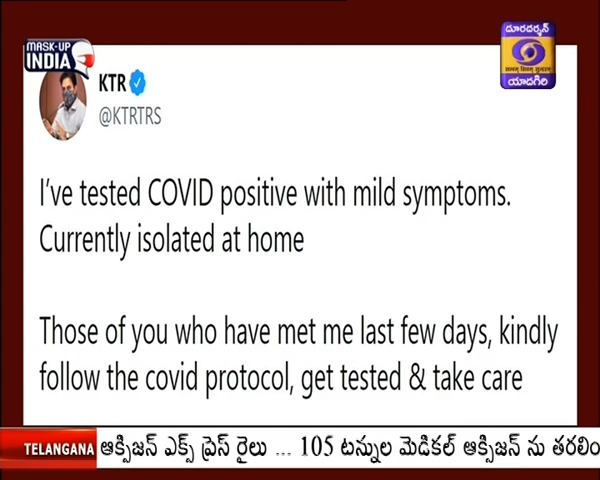 MASK-UP
INDIA
దూరదర్శన్
యాదగిరి
KTR
@KTRTRS
I've tested COVID positive with mild symptoms.
Currently isolated at home
Those of you who have met me last few days, kindly
follow the covid protocol, get tested & take care
TELANGANA ఆక్సిజన్ ఎక్స్ ప్రెస్ రైలు ... 105 టన్నుల మెడికల్ ఆక్సిజన్ ను తరలిం